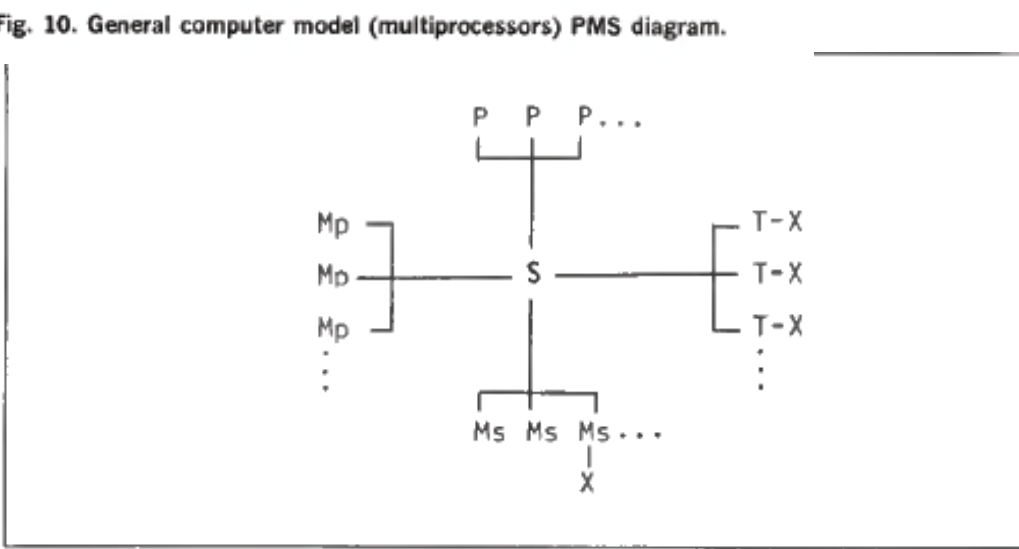 Fig. 10. General computer model (multiprocessors) PMS diagram.
P P P...
Mp T-X
Mp S T-X
Mp T-X
Ms Ms Ms...
X